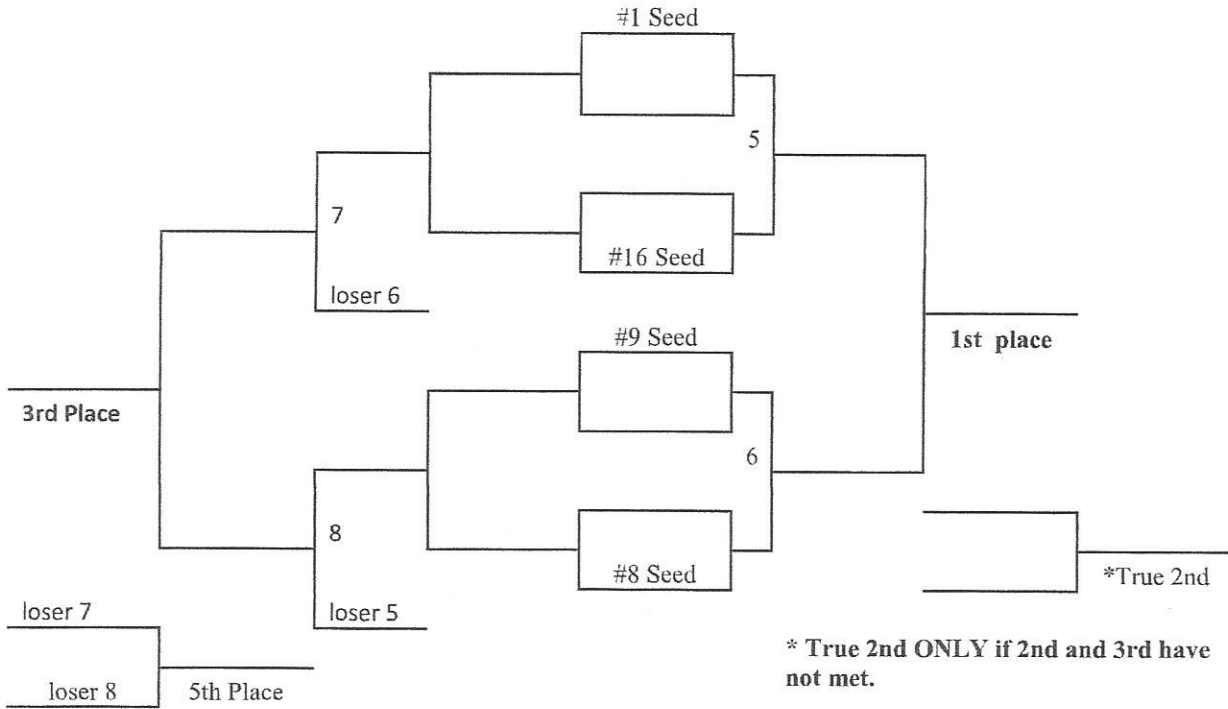 #1 Seed
5
7
#16 Seed
loser 6
#9 Seed
1st place
3rd Place
6
8
#8 Seed
*True 2nd
loser 7
loser 5
* True 2nd ONLY if 2nd and 3rd have
not met.
loser 8
5th Place